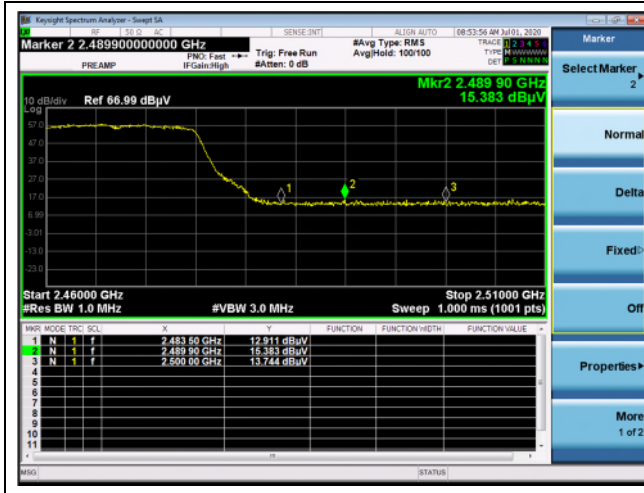 Keysight Spectrum Analyzer - Swept SA
RF 50 Ω AC SENSE:INT ALIGN AUTO 08:53:56 AM Jul 01, 2020
Marker 2 2.489900000000 GHz
PREAMP
PNO: Fast
IFGain:High
Trig: Free Run
#Atten: 0 dB
#Avg Type: RMS
Avg|Hold: 100/100
TRACE 1 2 3 4 5 6
TYPE M WWWWW
DET P S N N N N
Mkr2 2.489 90 GHz
15.383 dBµV
10 dB/div Ref 66.99 dBµV
Log
57.0
47.0
37.0
27.0
17.0
6.99
-3.01
-13.0
-23.0
1
2
3
Start 2.46000 GHz Stop 2.51000 GHz
#Res BW 1.0 MHz #VBW 3.0 MHz Sweep 1.000 ms (1001 pts)
MKR MODE TRC SCL X Y FUNCTION FUNCTION WIDTH FUNCTION VALUE
1 N 1 f 2.483 50 GHz 12.911 dBµV
2 N 1 f 2.489 90 GHz 15.383 dBµV
3 N 1 f 2.500 00 GHz 13.744 dBµV
4
5
6
7
8
9
10
11
MSG STATUS
Marker
Select Marker
2
Normal
Delta
Fixed
Off
Properties
More
1 of 2